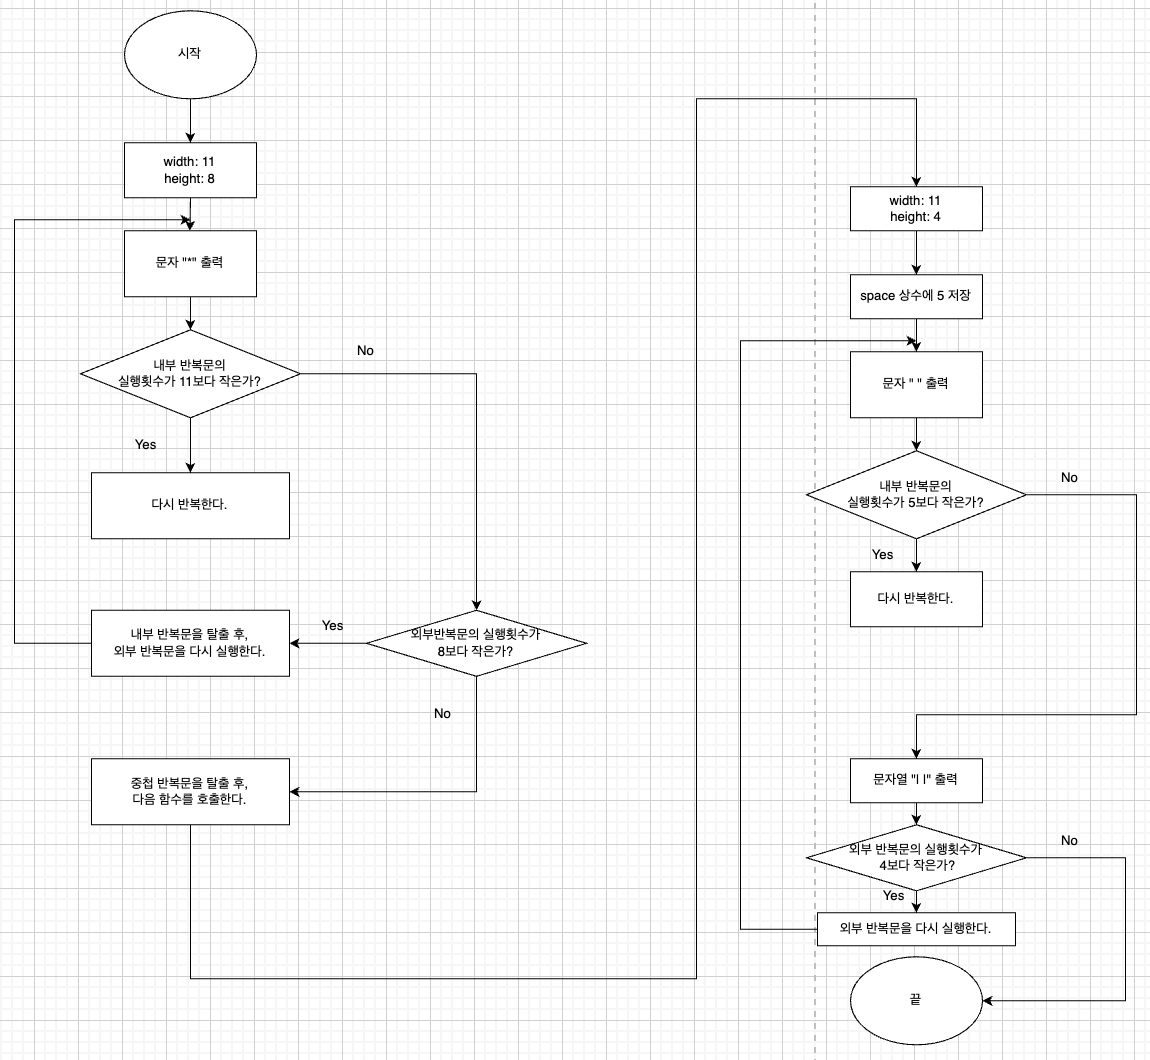 시작
width: 11
height: 8
문자 "*" 출력
내부 반복문의
실행횟수가 11보다 작은가?
No
Yes
다시 반복한다.
외부반복문의 실행횟수가
8보다 작은가?
Yes
내부 반복문을 탈출 후,
외부 반복문을 다시 실행한다.
No
중첩 반복문을 탈출 후,
다음 함수를 호출한다.
width: 11
height: 4
space 상수에 5 저장
문자 " " 출력
내부 반복문의
실행횟수가 5보다 작은가?
No
Yes
다시 반복한다.
문자열 "| |" 출력
외부 반복문의 실행횟수가
4보다 작은가?
No
Yes
외부 반복문을 다시 실행한다.
끝